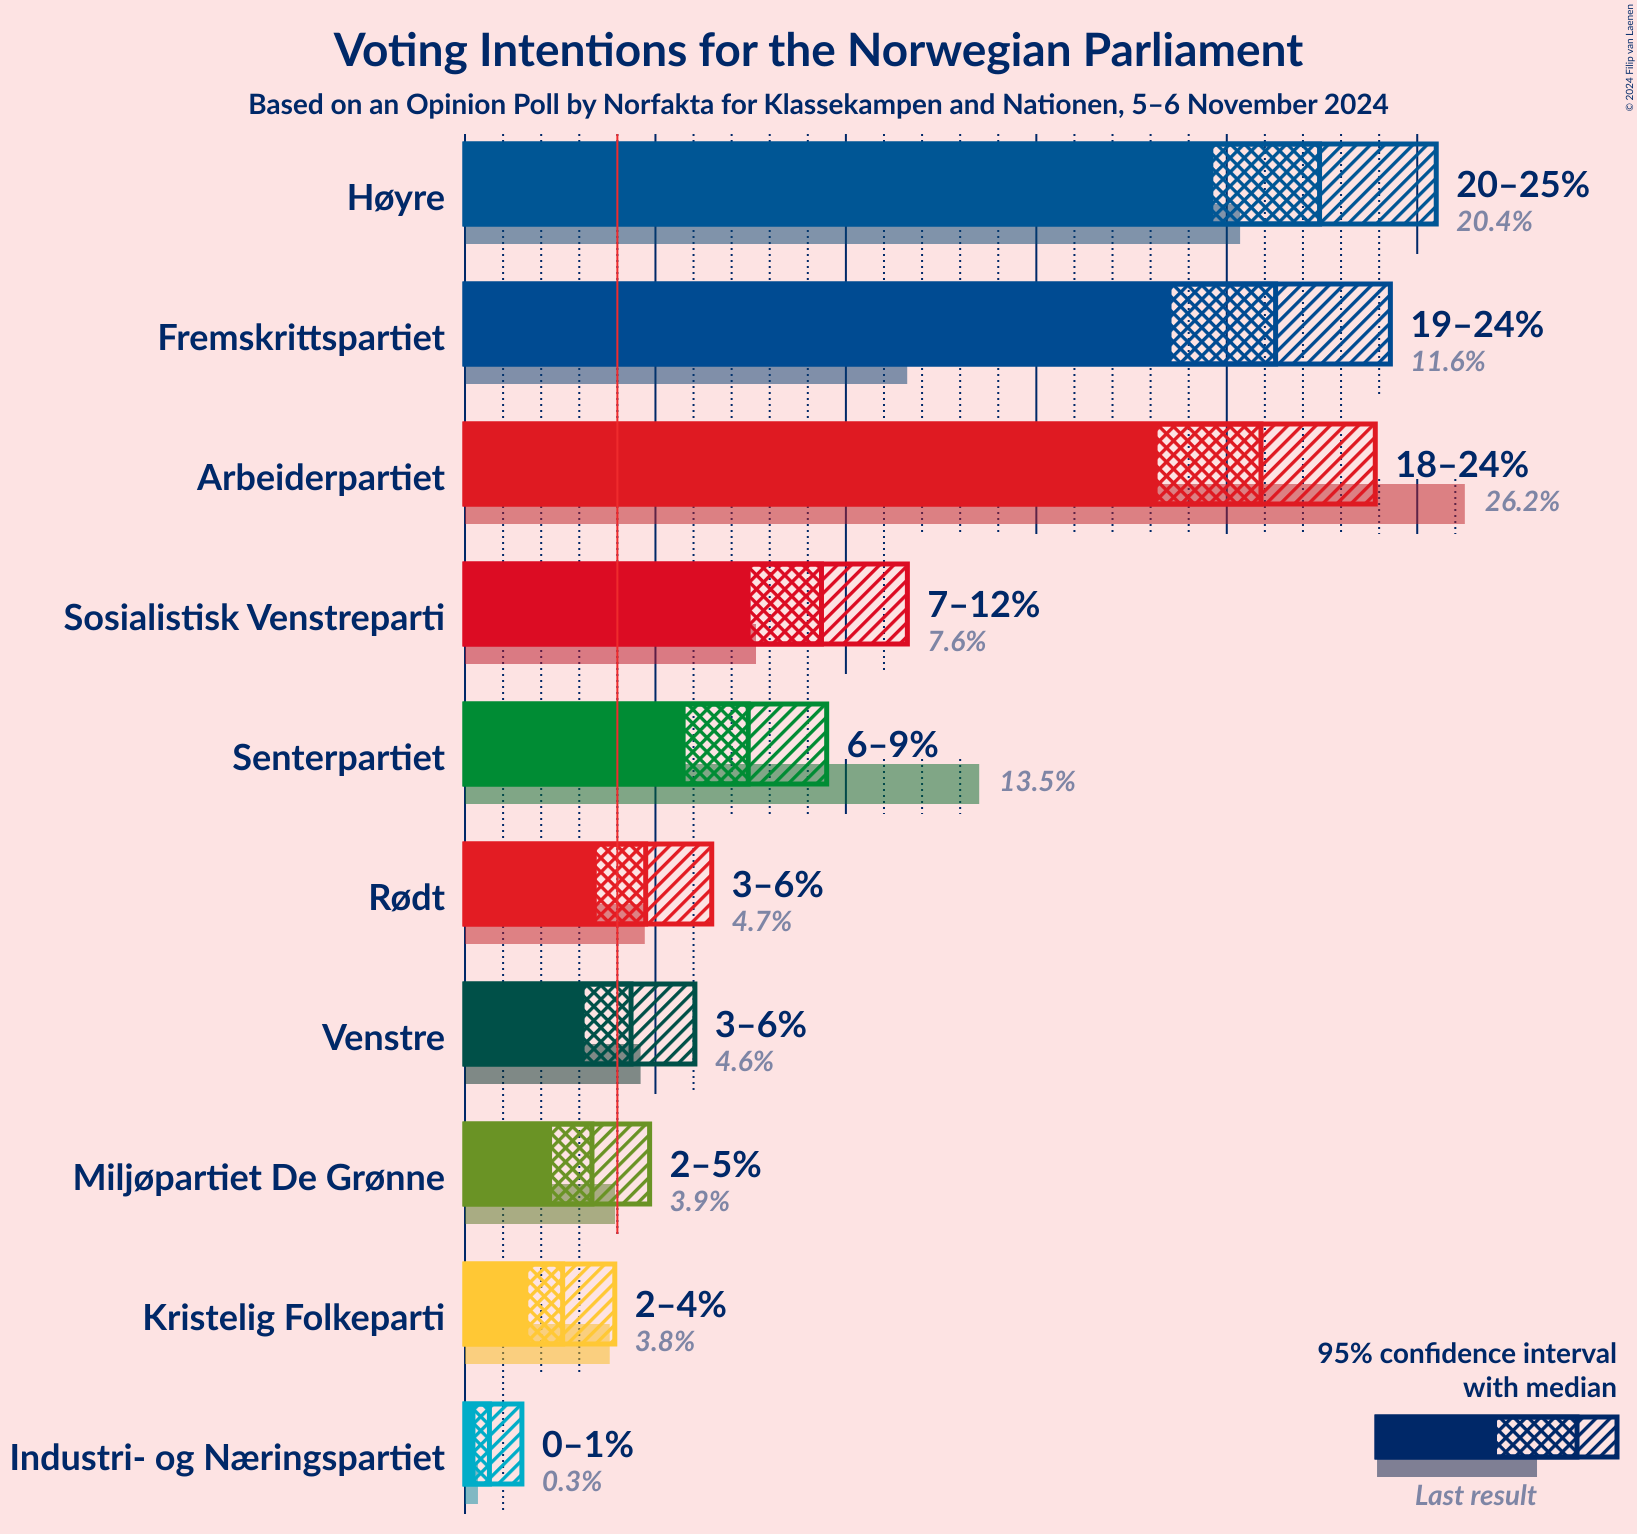 Voting Intentions for the Norwegian Parliament
Based on an Opinion Poll by Norfakta for Klassekampen and Nationen, 5–6 November 2024
© 2024 Filip van Laenen
Høyre
20–25%
20.4%
Fremskrittspartiet
19–24%
11.6%
Arbeiderpartiet
18–24%
26.2%
Sosialistisk Venstreparti
7–12%
7.6%
Senterpartiet
6–9%
13.5%
Rødt
3–6%
4.7%
Venstre
3–6%
4.6%
Miljøpartiet De Grønne
2–5%
3.9%
Kristelig Folkeparti
2–4%
3.8%
Industri- og Næringspartiet
0–1%
0.3%
95% confidence interval
with median
Last result